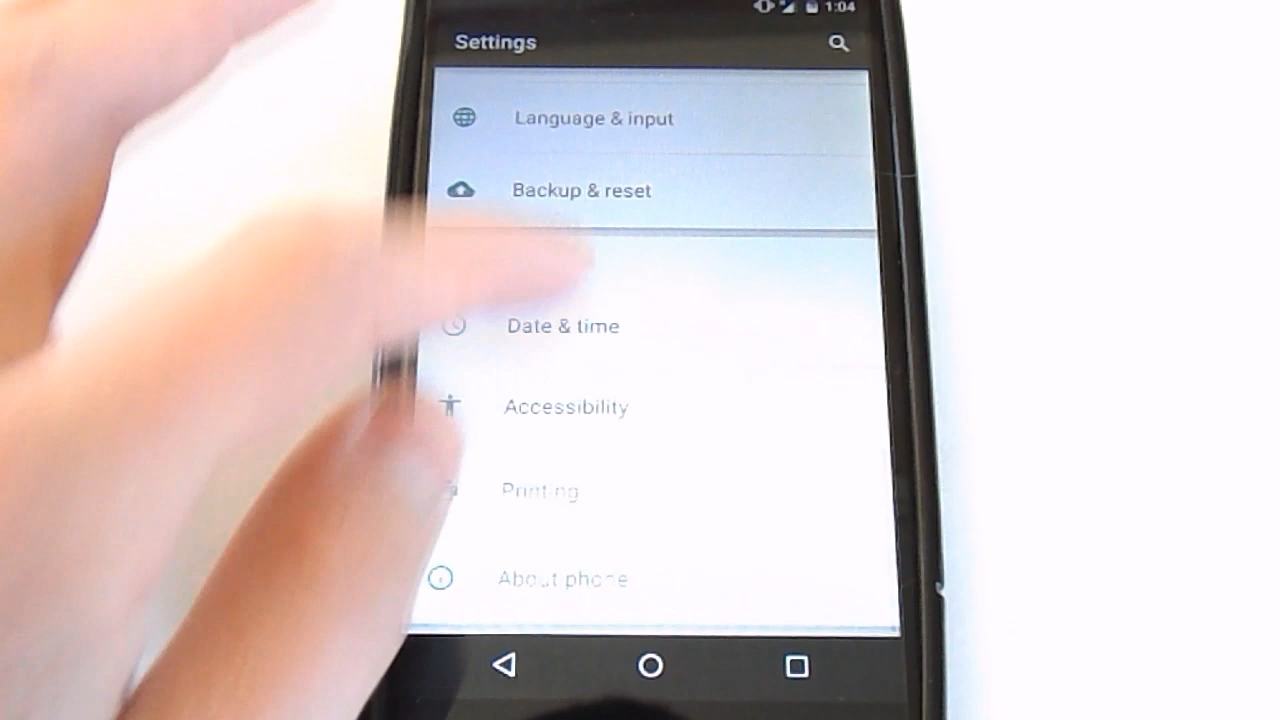 1:04
Settings
Language & input
Backup & reset
Date & time
Accessibility
Printing
About phone